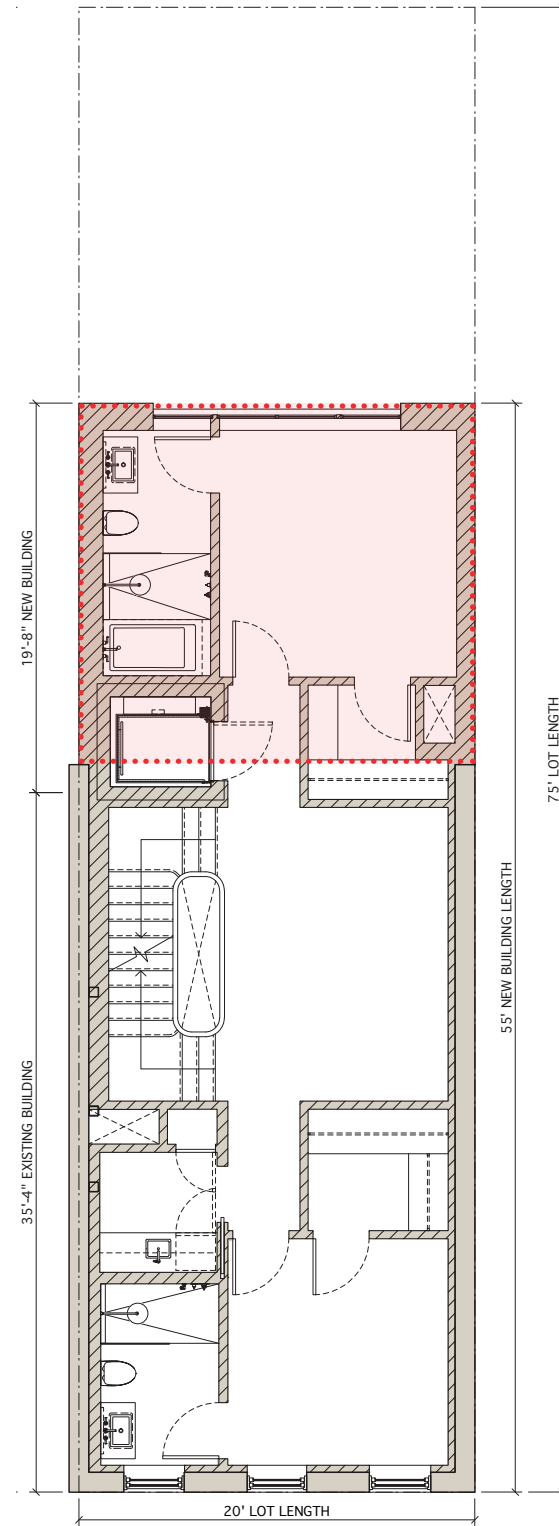 19'-8" NEW BUILDING
75' LOT LENGTH
55' NEW BUILDING LENGTH
35'-4" EXISTING BUILDING
20' LOT LENGTH